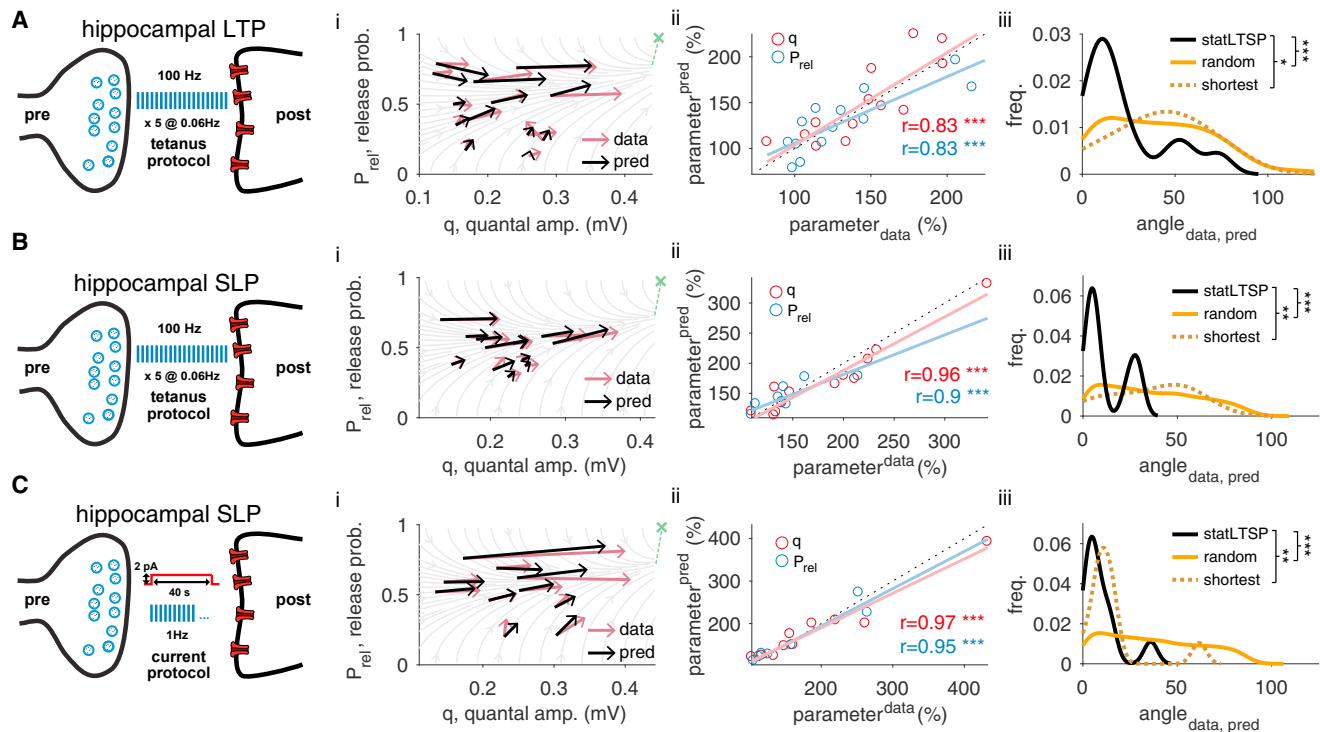 A
hippocampal LTP
pre
100 Hz
x 5 @ 0.06Hz
tetanus
protocol
post
i
P_rel, release prob.
1
0.5
0
0.1 0.2 0.3 0.4
q, quantal amp. (mV)
data
pred
ii
parameter^pred (%)
200
150
100
q
P_rel
r=0.83 ***
r=0.83 ***
100 150 200
parameter_data (%)
iii
freq.
0.03
0.02
0.01
0
statLTSP
random
shortest
*
***
0 50 100
angle_data, pred
B
hippocampal SLP
pre
100 Hz
x 5 @ 0.06Hz
tetanus
protocol
post
i
P_rel, release prob.
1
0.5
0
0.2 0.3 0.4
q, quantal amp. (mV)
data
pred
ii
parameter^pred (%)
300
250
200
150
q
P_rel
r=0.96 ***
r=0.9 ***
150 200 250 300
parameter^data (%)
iii
freq.
0.06
0.04
0.02
0
statLTSP
random
shortest
**
***
0 50 100
angle_data, pred
C
hippocampal SLP
pre
2 pA
40 s
...
1Hz
current
protocol
post
i
P_rel, release prob.
1
0.5
0
0.2 0.3 0.4
q, quantal amp. (mV)
data
pred
ii
parameter^pred (%)
400
300
200
q
P_rel
r=0.97 ***
r=0.95 ***
200 300 400
parameter^data (%)
iii
freq.
0.06
0.04
0.02
0
statLTSP
random
shortest
**
***
0 50 100
angle_data, pred